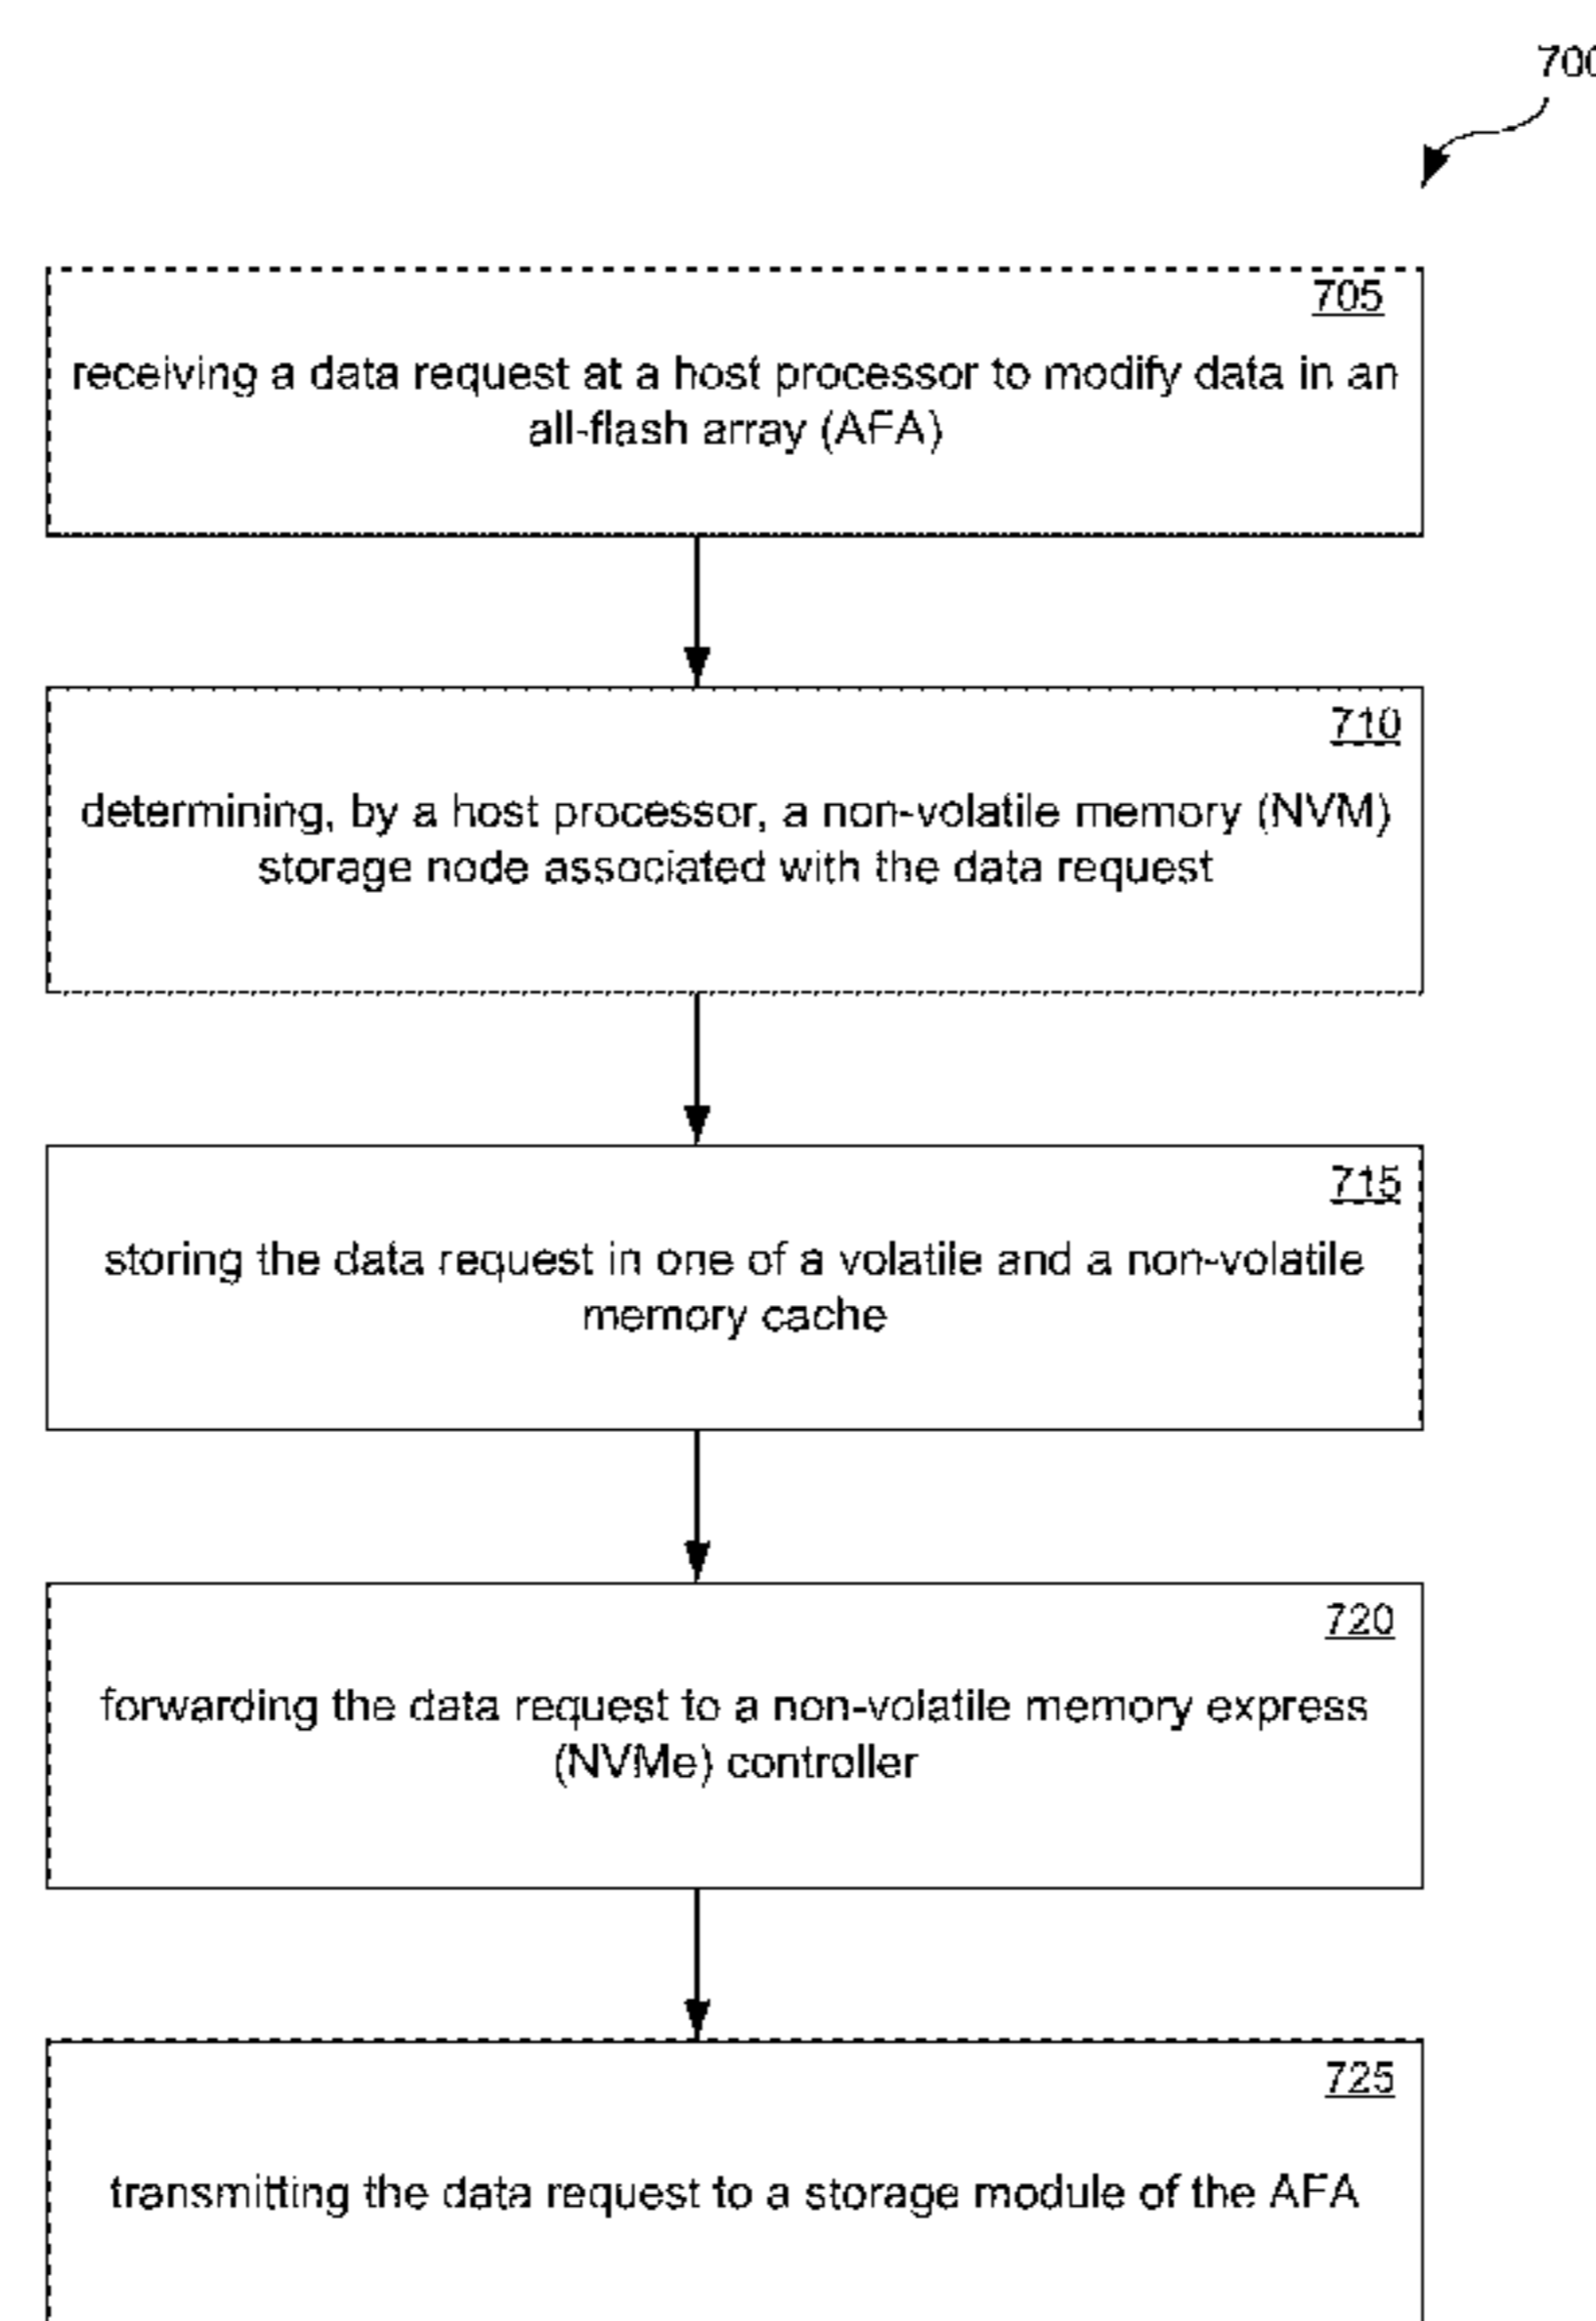 700
705
receiving a data request at a host processor to modify data in an
all-flash array (AFA)
710
determining, by a host processor, a non-volatile memory (NVM)
storage node associated with the data request
715
storing the data request in one of a volatile and a non-volatile
memory cache
720
forwarding the data request to a non-volatile memory express
(NVMe) controller
725
transmitting the data request to a storage module of the AFA